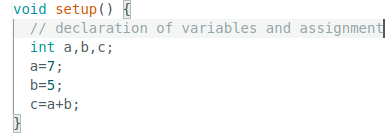 void setup() {
// declaration of variables and assignment
int a,b,c;
a=7;
b=5;
c=a+b;
}